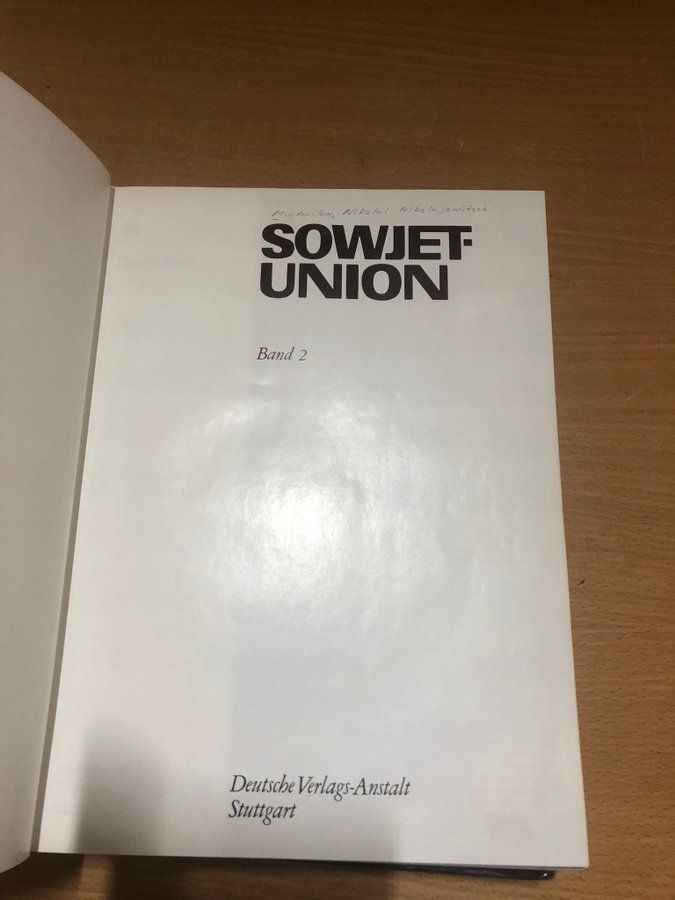 Michailow, Nikolai Nikolajewitsch
SOWJET-
UNION
Band 2
Deutsche Verlags-Anstalt
Stuttgart